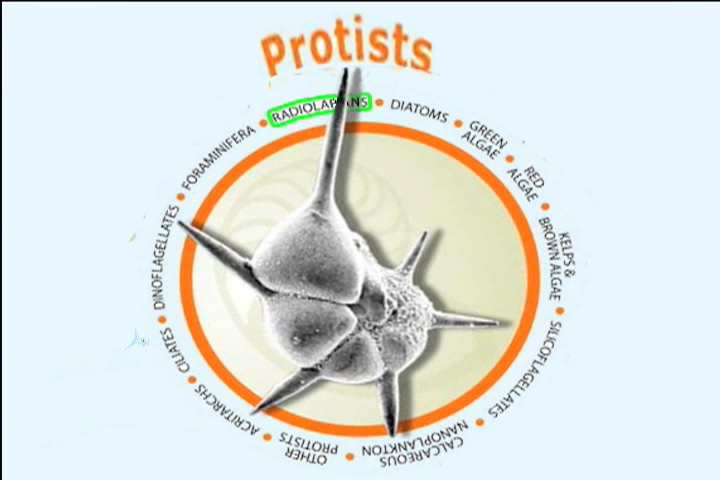 Protists
RADIOLARIANS
DIATOMS
GREEN
ALGAE
RED
ALGAE
KELPS &
BROWN ALGAE
SILICOFLAGELLATES
CALCAREOUS
NANOPLANKTON
OTHER
PROTISTS
ACRITARCHS
CILIATES
DINOFLAGELLATES
FORAMINIFERA